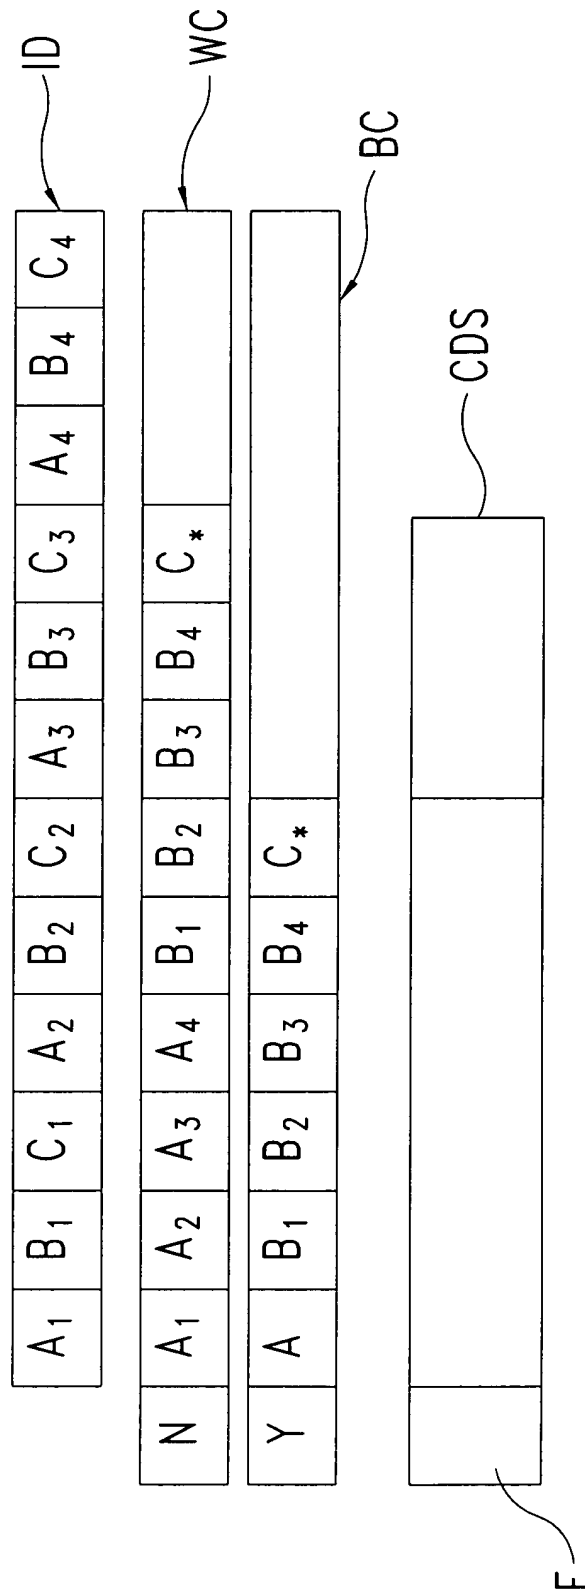 A₁ B₁ C₁ A₂ B₂ C₂ A₃ B₃ C₃ A₄ B₄ C₄ ID
N A₁ A₂ A₃ A₄ B₁ B₂ B₃ B₄ C* WC
Y A B₁ B₂ B₃ B₄ C* BC
CDS
F